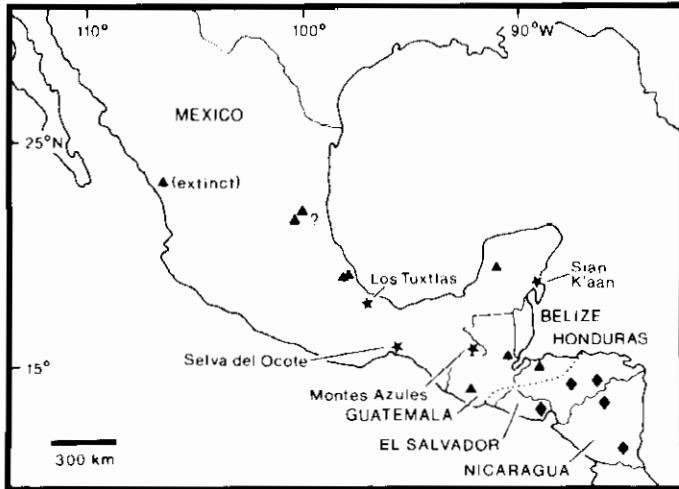 110°
100°
90°W
MEXICO
25°N
(extinct)
?
Los Tuxtlas
Sian
K'aan
BELIZE
HONDURAS
Selva del Ocote
15°
Montes Azules
GUATEMALA
EL SALVADOR
300 km
NICARAGUA